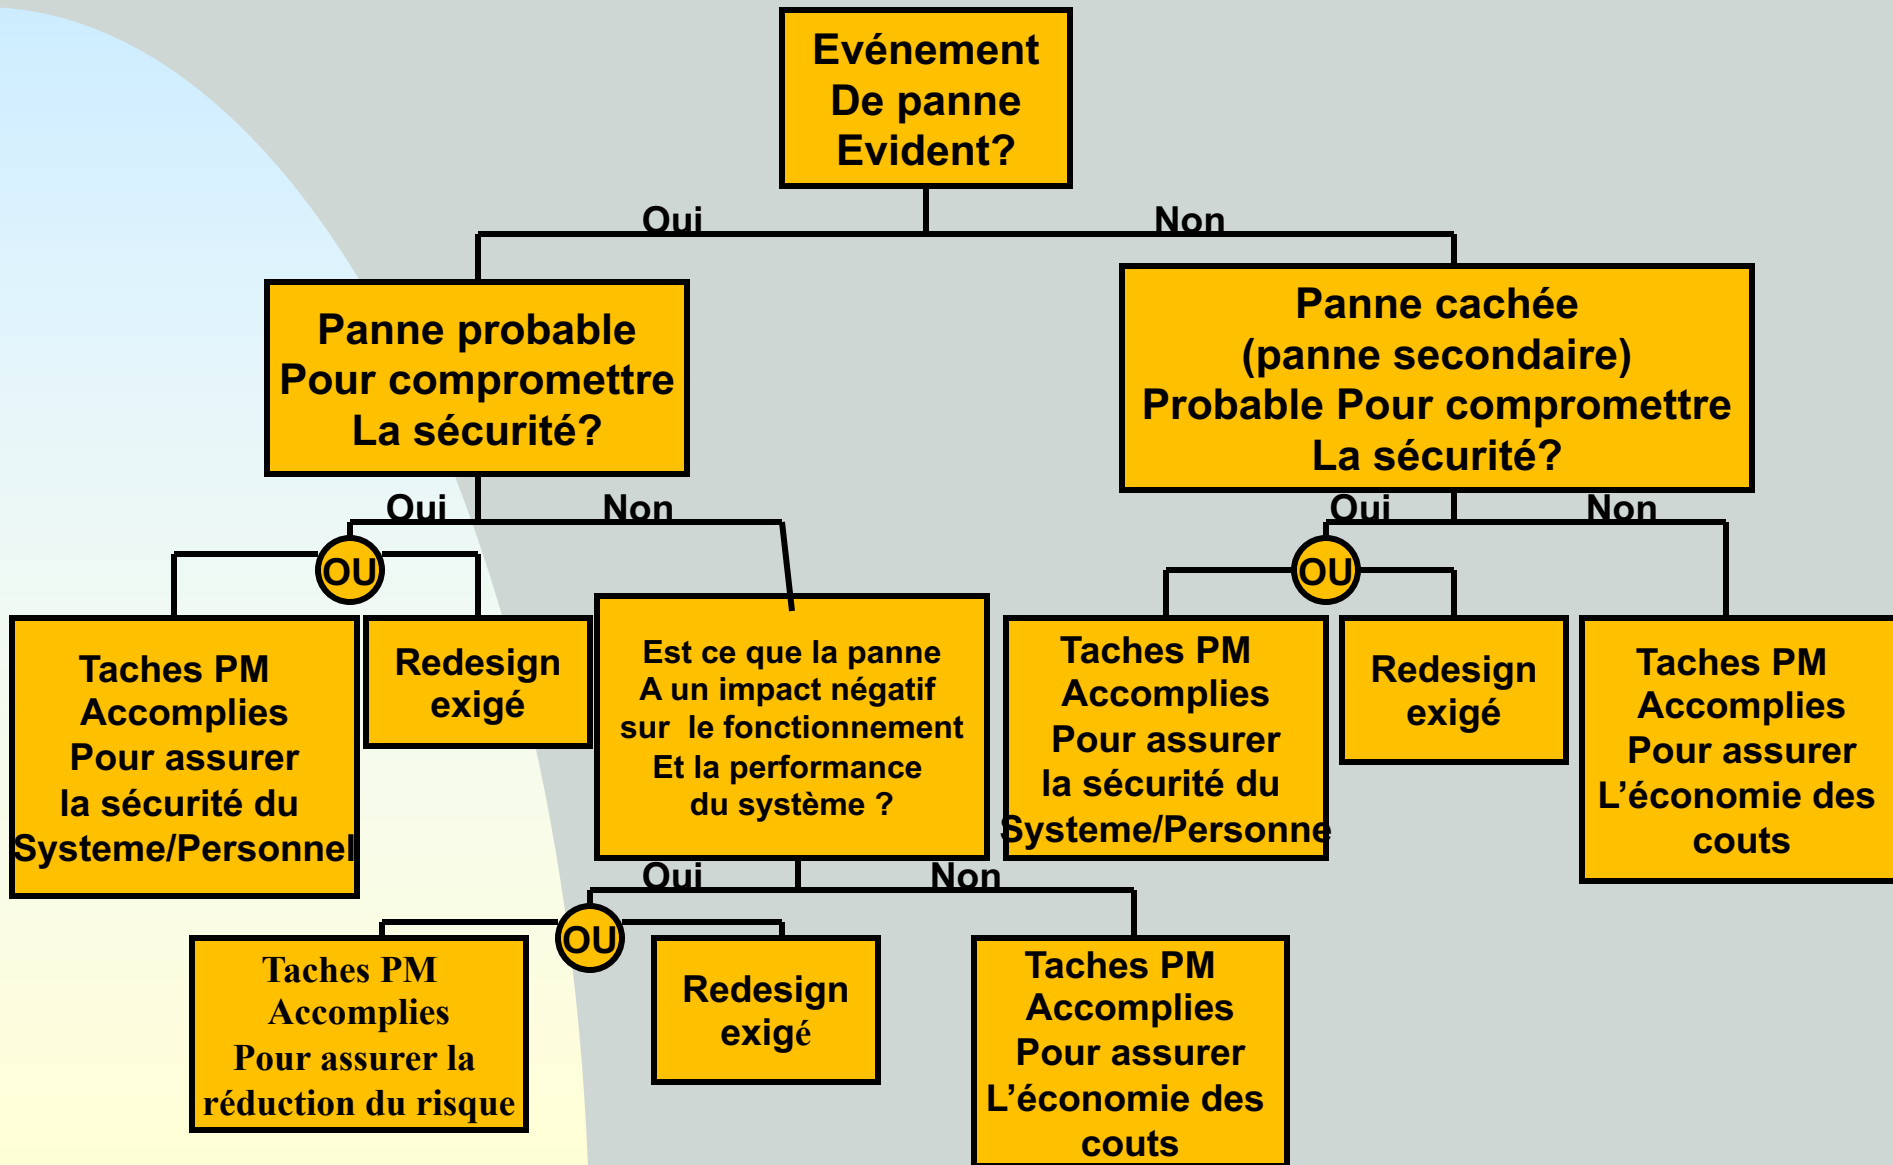 Evénement
De panne
Evident?
Oui
Non
Panne probable
Pour compromettre
La sécurité?
Panne cachée
(panne secondaire)
Probable Pour compromettre
La sécurité?
Oui
Non
Oui
Non
OU
OU
Taches PM
Accomplies
Pour assurer
la sécurité du
Systeme/Personnel
Redesign
exigé
Est ce que la panne
A un impact négatif
sur le fonctionnement
Et la performance
du système ?
Taches PM
Accomplies
Pour assurer
la sécurité du
Systeme/Personne
Redesign
exigé
Taches PM
Accomplies
Pour assurer
L’économie des
couts
Oui
Non
OU
Taches PM
Accomplies
Pour assurer la
réduction du risque
Redesign
exigé
Taches PM
Accomplies
Pour assurer
L’économie des
couts